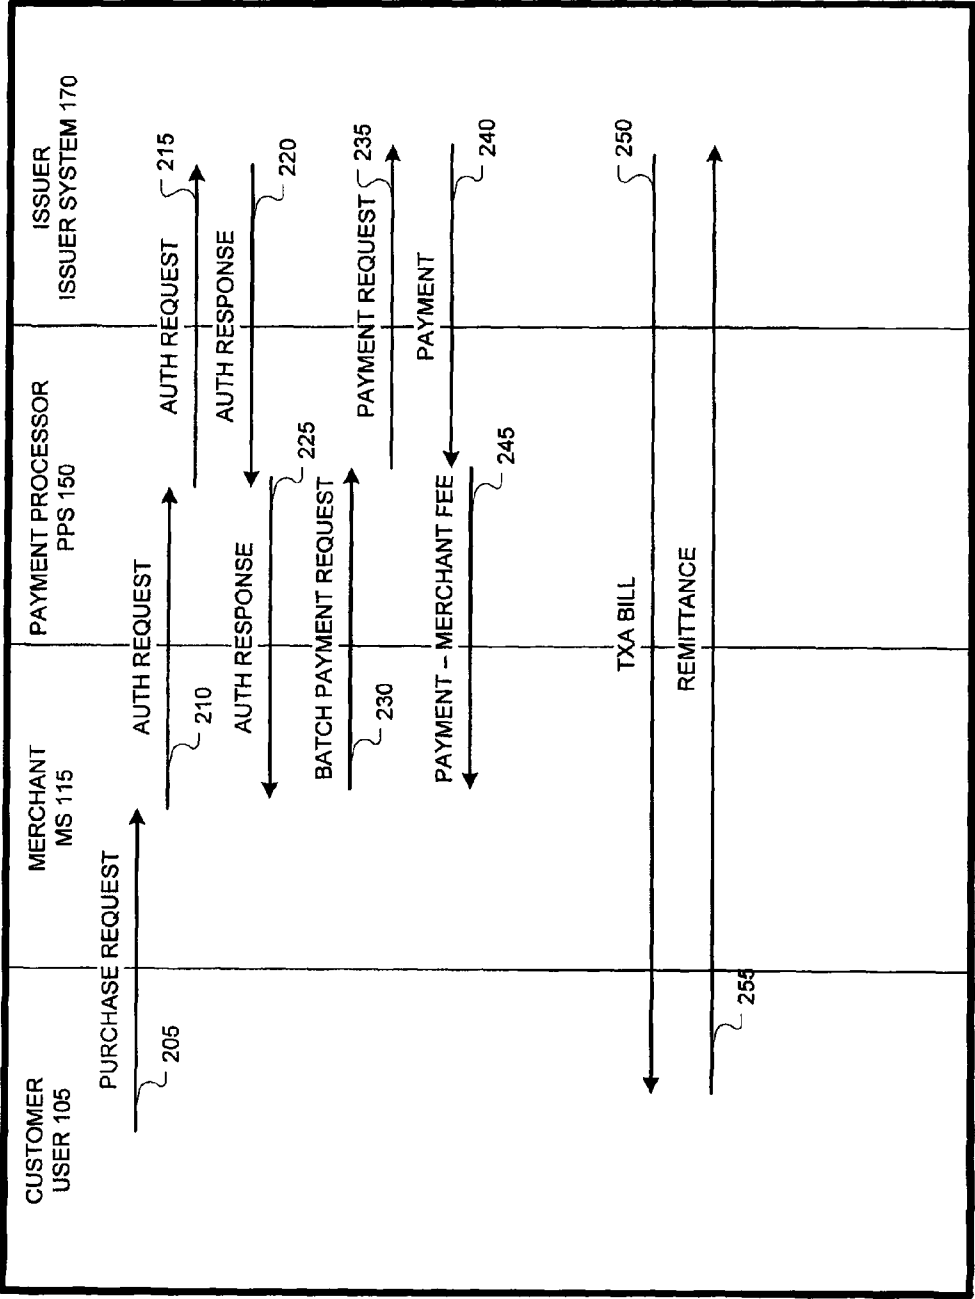 CUSTOMER
USER 105
MERCHANT
MS 115
PAYMENT PROCESSOR
PPS 150
ISSUER
ISSUER SYSTEM 170
PURCHASE REQUEST
205
AUTH REQUEST
210
AUTH REQUEST
215
AUTH RESPONSE
220
AUTH RESPONSE
225
BATCH PAYMENT REQUEST
230
PAYMENT REQUEST
235
PAYMENT
240
PAYMENT – MERCHANT FEE
245
TXA BILL
250
REMITTANCE
255